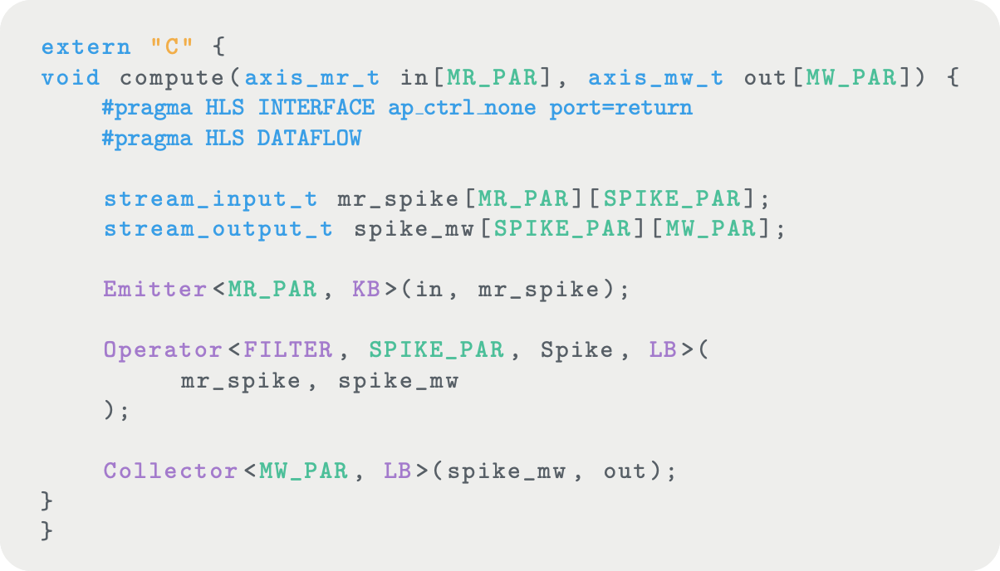 extern "C" {
void compute(axis_mr_t in[MR_PAR], axis_mw_t out[MW_PAR]) {
#pragma HLS INTERFACE ap_ctrl_none port=return
#pragma HLS DATAFLOW
stream_input_t mr_spike[MR_PAR][SPIKE_PAR];
stream_output_t spike_mw[SPIKE_PAR][MW_PAR];
Emitter<MR_PAR, KB>(in, mr_spike);
Operator<FILTER, SPIKE_PAR, Spike, LB>(
mr_spike, spike_mw
);
Collector<MW_PAR, LB>(spike_mw, out);
}
}